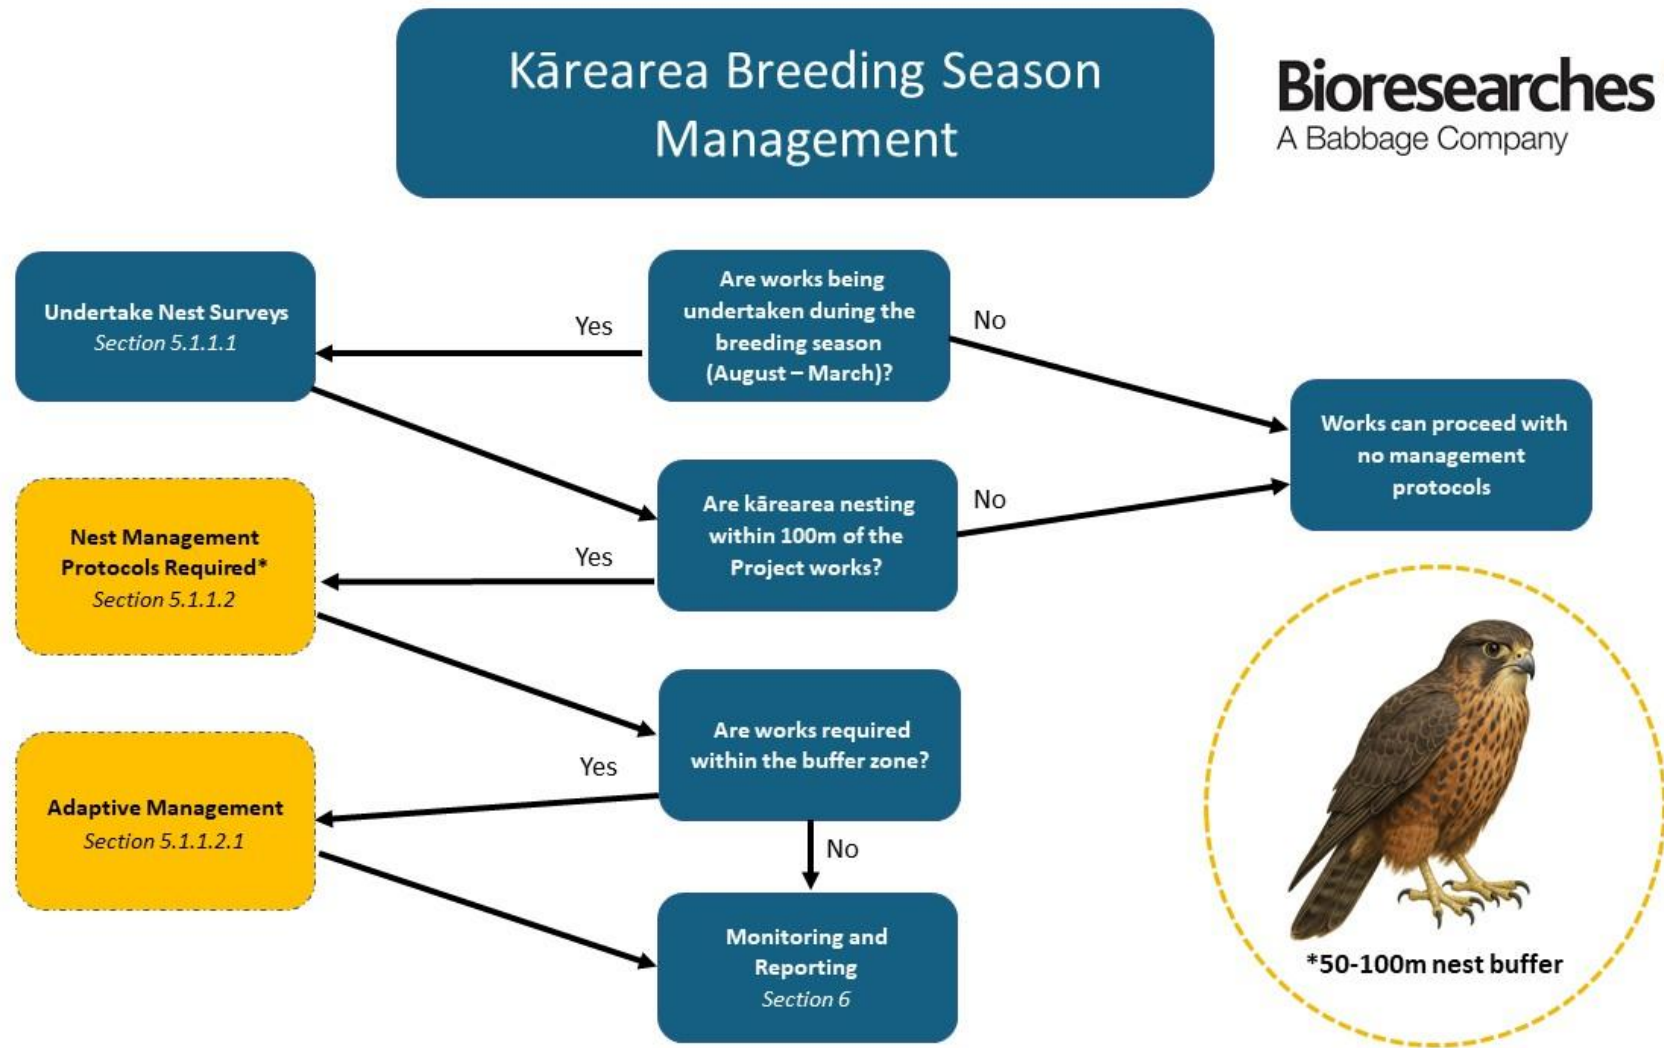 Kārearea Breeding Season
Management
Bioresearches
A Babbage Company
Undertake Nest Surveys
Section 5.1.1.1
Yes
Are works being
undertaken during the
breeding season
(August – March)?
No
Works can proceed with
no management
protocols
Nest Management
Protocols Required*
Section 5.1.1.2
Yes
Are kārearea nesting
within 100m of the
Project works?
No
Adaptive Management
Section 5.1.1.2.1
Yes
Are works required
within the buffer zone?
No
Monitoring and
Reporting
Section 6
*50-100m nest buffer